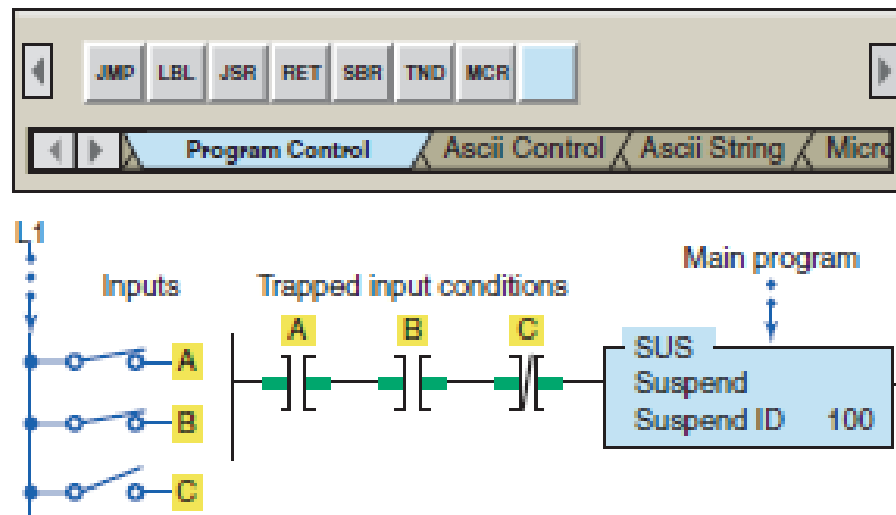 JMP LBL JSR RET SBR TND MCR
Program Control Ascii Control Ascii String Micro
L1
Inputs Trapped input conditions Main program
A B C
A
B
C
SUS
Suspend
Suspend ID 100